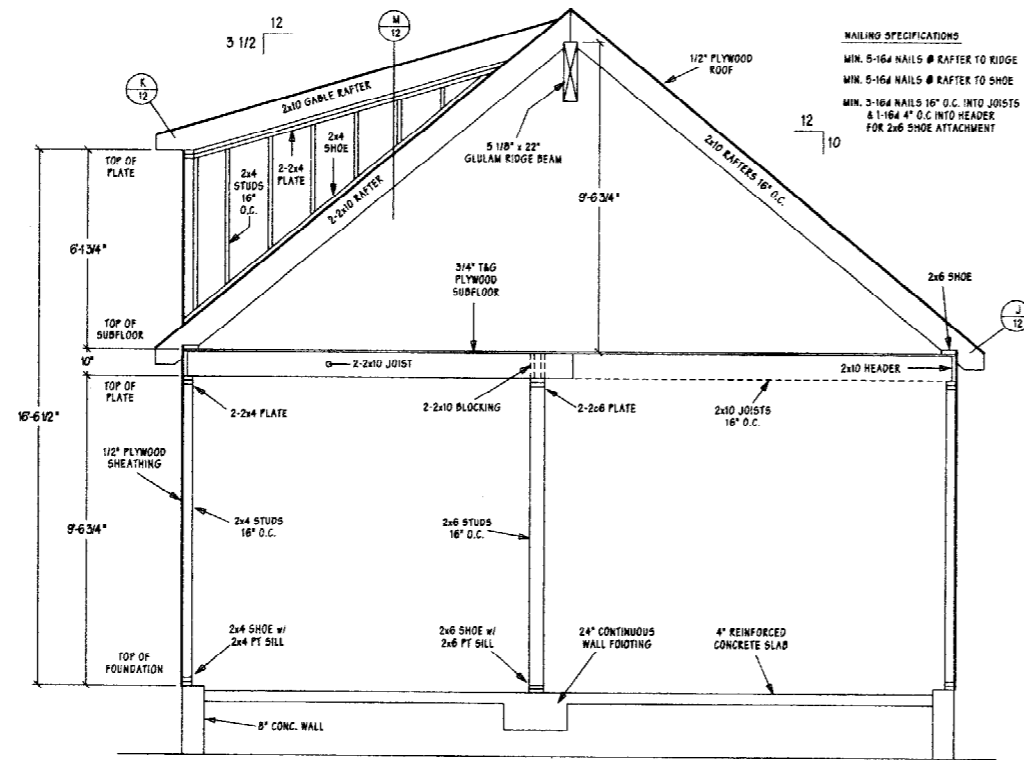 12
3 1/2
M
12
K
12
2x10 GABLE RAFTER
NAILING SPECIFICATIONS
MIN. 5-16d NAILS @ RAFTER TO RIDGE
MIN. 5-16d NAILS @ RAFTER TO SHOE
MIN. 3-16d NAILS 16" O.C. INTO JOISTS
& 1-16d 4" O.C INTO HEADER
FOR 2x6 SHOE ATTACHMENT
1/2" PLYWOOD
ROOF
12
10
5 1/8" x 22"
GLULAM RIDGE BEAM
2x10 RAFTERS 16" O.C.
9'-6 3/4"
TOP OF
PLATE
2x4
STUDS
16"
O.C.
2-2x4
PLATE
2x4
SHOE
2-2x10 RAFTER
6'-1 3/4"
3/4" T&G
PLYWOOD
SUBFLOOR
2x6 SHOE
J
12
TOP OF
SUBFLOOR
10"
2-2x10 JOIST
2x10 HEADER
TOP OF
PLATE
2-2x4 PLATE
2-2x10 BLOCKING
2-2c6 PLATE
2x10 JOISTS
16" O.C.
16'-6 1/2"
1/2" PLYWOOD
SHEATHING
9'-6 3/4"
2x4 STUDS
16" O.C.
2x6 STUDS
16" O.C.
2x4 SHOE w/
2x4 PT SILL
2x6 SHOE w/
2x6 PT SILL
24" CONTINUOUS
WALL FOOTING
4" REINFORCED
CONCRETE SLAB
TOP OF
FOUNDATION
8" CONC. WALL